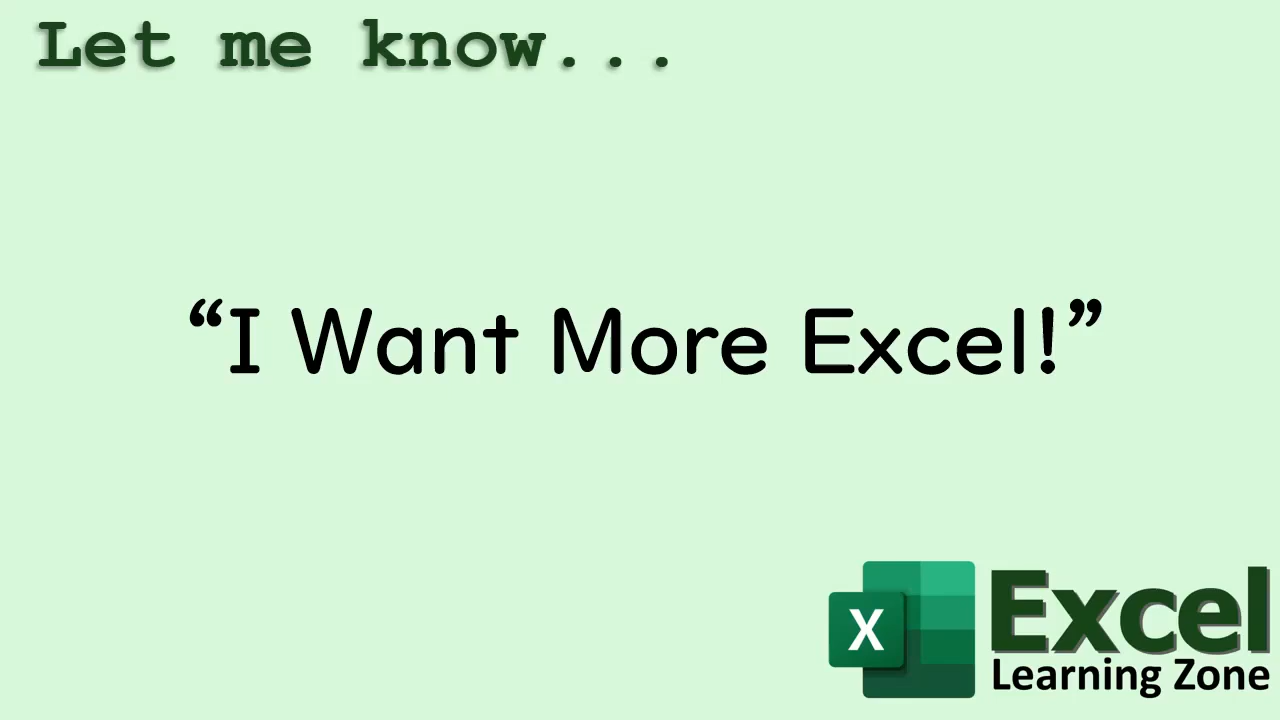 Let me know...
“I Want More Excel!”
X
Excel
Learning Zone